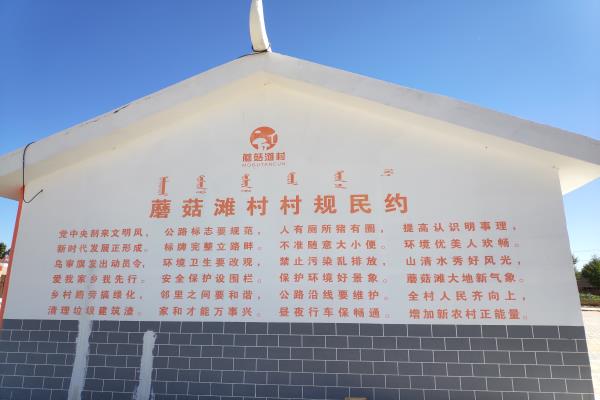 蘑菇滩村
MOGUTANCUN
蘑菇滩村村规民约
党中央刮来文明风，
新时代发展正形成。
乌审旗发出动员令，
爱我家乡我先行。
乡村路旁搞绿化，
清理垃圾建筑渣。
公路标志要规范，
标牌完整立路畔。
环境卫生要改观，
安全保护设围栏。
邻里之间要和谐，
家和才能万事兴。
人有厕所猪有圈，
不准随意大小便。
禁止污染乱排放，
保护环境好景象。
公路沿线要维护，
昼夜行车保畅通。
提高认识明事理，
环境优美人欢畅。
山清水秀好风光，
蘑菇滩大地新气象。
全村人民齐向上，
增加新农村正能量。